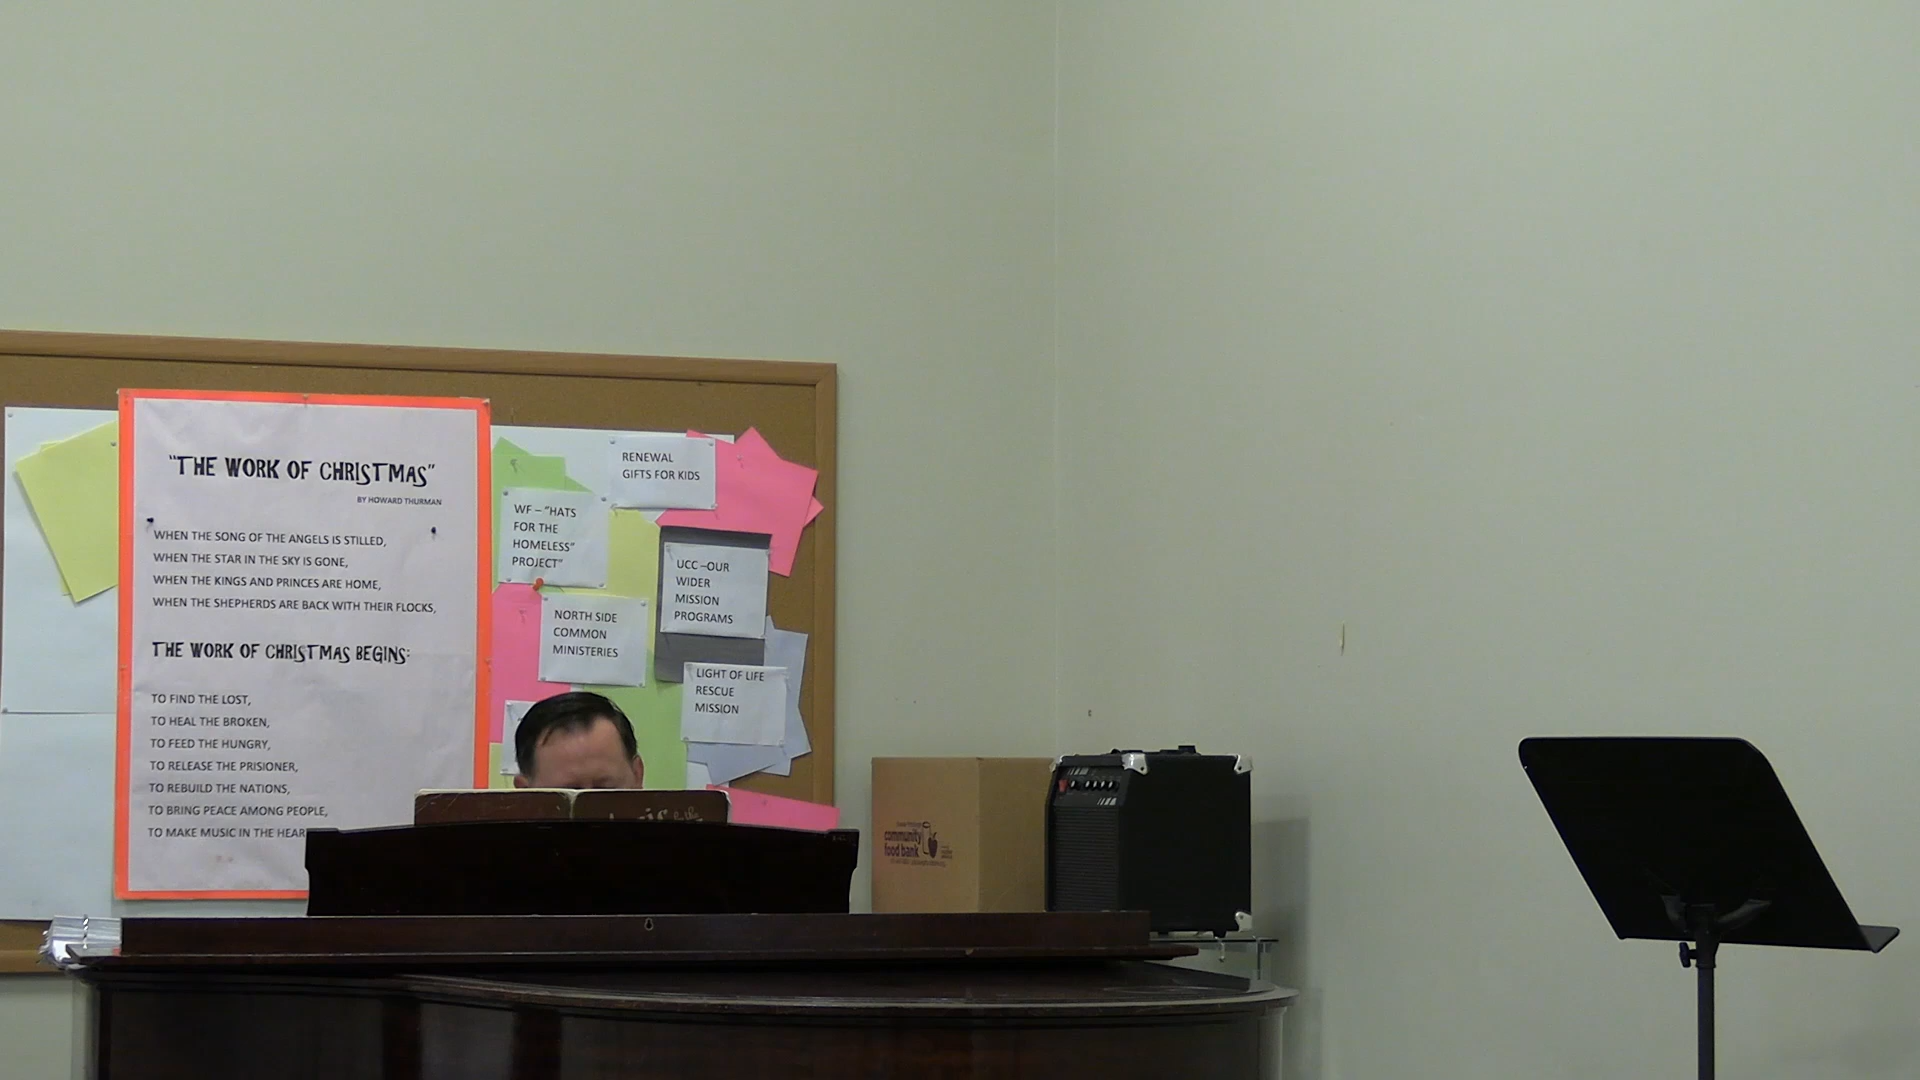 "THE WORK OF CHRISTMAS"
BY HOWARD THURMAN
WHEN THE SONG OF THE ANGELS IS STILLED,
WHEN THE STAR IN THE SKY IS GONE,
WHEN THE KINGS AND PRINCES ARE HOME,
WHEN THE SHEPHERDS ARE BACK WITH THEIR FLOCKS,
THE WORK OF CHRISTMAS BEGINS:
TO FIND THE LOST,
TO HEAL THE BROKEN,
TO FEED THE HUNGRY,
TO RELEASE THE PRISIONER,
TO REBUILD THE NATIONS,
TO BRING PEACE AMONG PEOPLE,
TO MAKE MUSIC IN THE HEAR
RENEWAL
GIFTS FOR KIDS
WF – "HATS
FOR THE
HOMELESS"
PROJECT"
UCC –OUR
WIDER
MISSION
PROGRAMS
NORTH SIDE
COMMON
MINISTERIES
LIGHT OF LIFE
RESCUE
MISSION
community
food bank